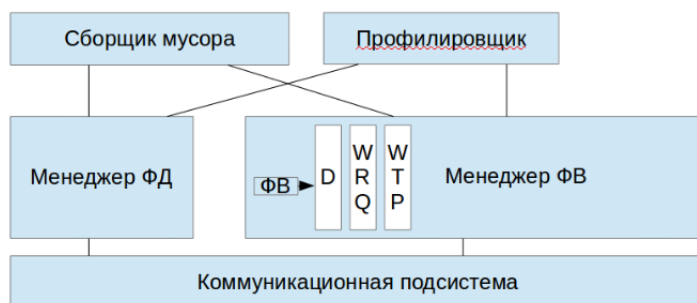 Сборщик мусора
Профилировщик
Менеджер ФД
ФВ
D
W
R
Q
W
T
P
Менеджер ФВ
Коммуникационная подсистема